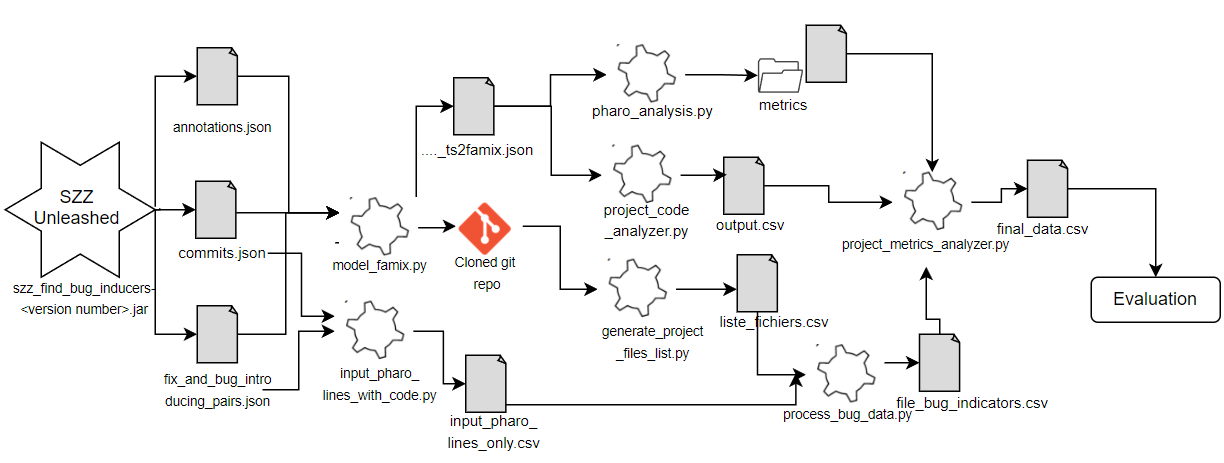 SZZ
Unleashed
szz_find_bug_inducers-
<version number>.jar
annotations.json
commits.json
fix_and_bug_intro
ducing_pairs.json
model_famix.py
input_pharo_
lines_with_code.py
...._ts2famix.json
Cloned git
repo
input_pharo_
lines_only.csv
pharo_analysis.py
project_code
_analyzer.py
generate_project
_files_list.py
metrics
output.csv
liste_fichiers.csv
process_bug_data.py
project_metrics_analyzer.py
file_bug_indicators.csv
final_data.csv
Evaluation